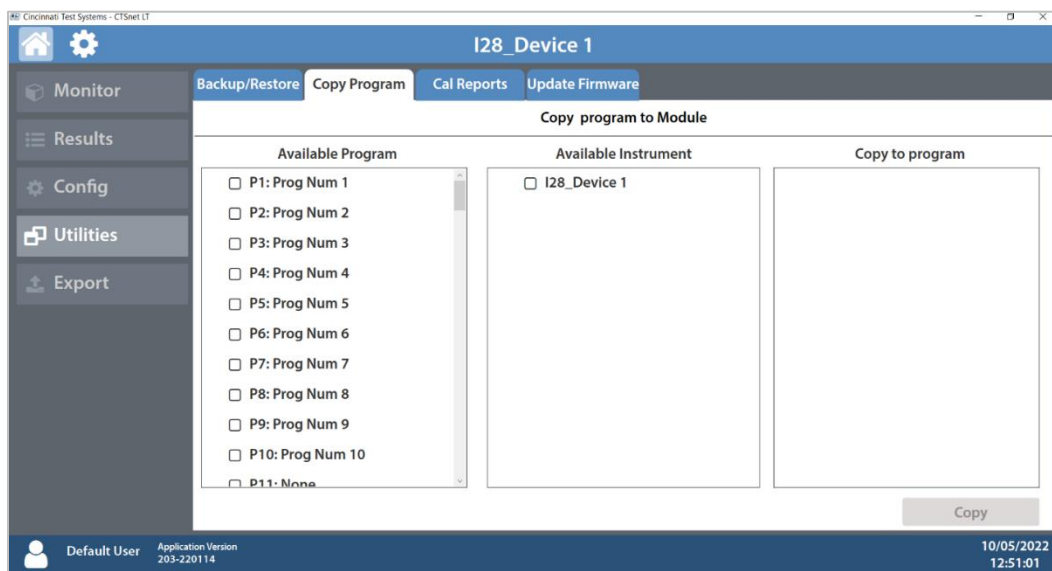 Cincinnati Test Systems - CTSnet LT
I28_Device 1
Monitor
Results
Config
Utilities
Export
Backup/Restore Copy Program Cal Reports Update Firmware
Copy program to Module
Available Program
P1: Prog Num 1
P2: Prog Num 2
P3: Prog Num 3
P4: Prog Num 4
P5: Prog Num 5
P6: Prog Num 6
P7: Prog Num 7
P8: Prog Num 8
P9: Prog Num 9
P10: Prog Num 10
P11: None
Available Instrument
I28_Device 1
Copy to program
Copy
Default User
Application Version
203-220114
10/05/2022
12:51:01